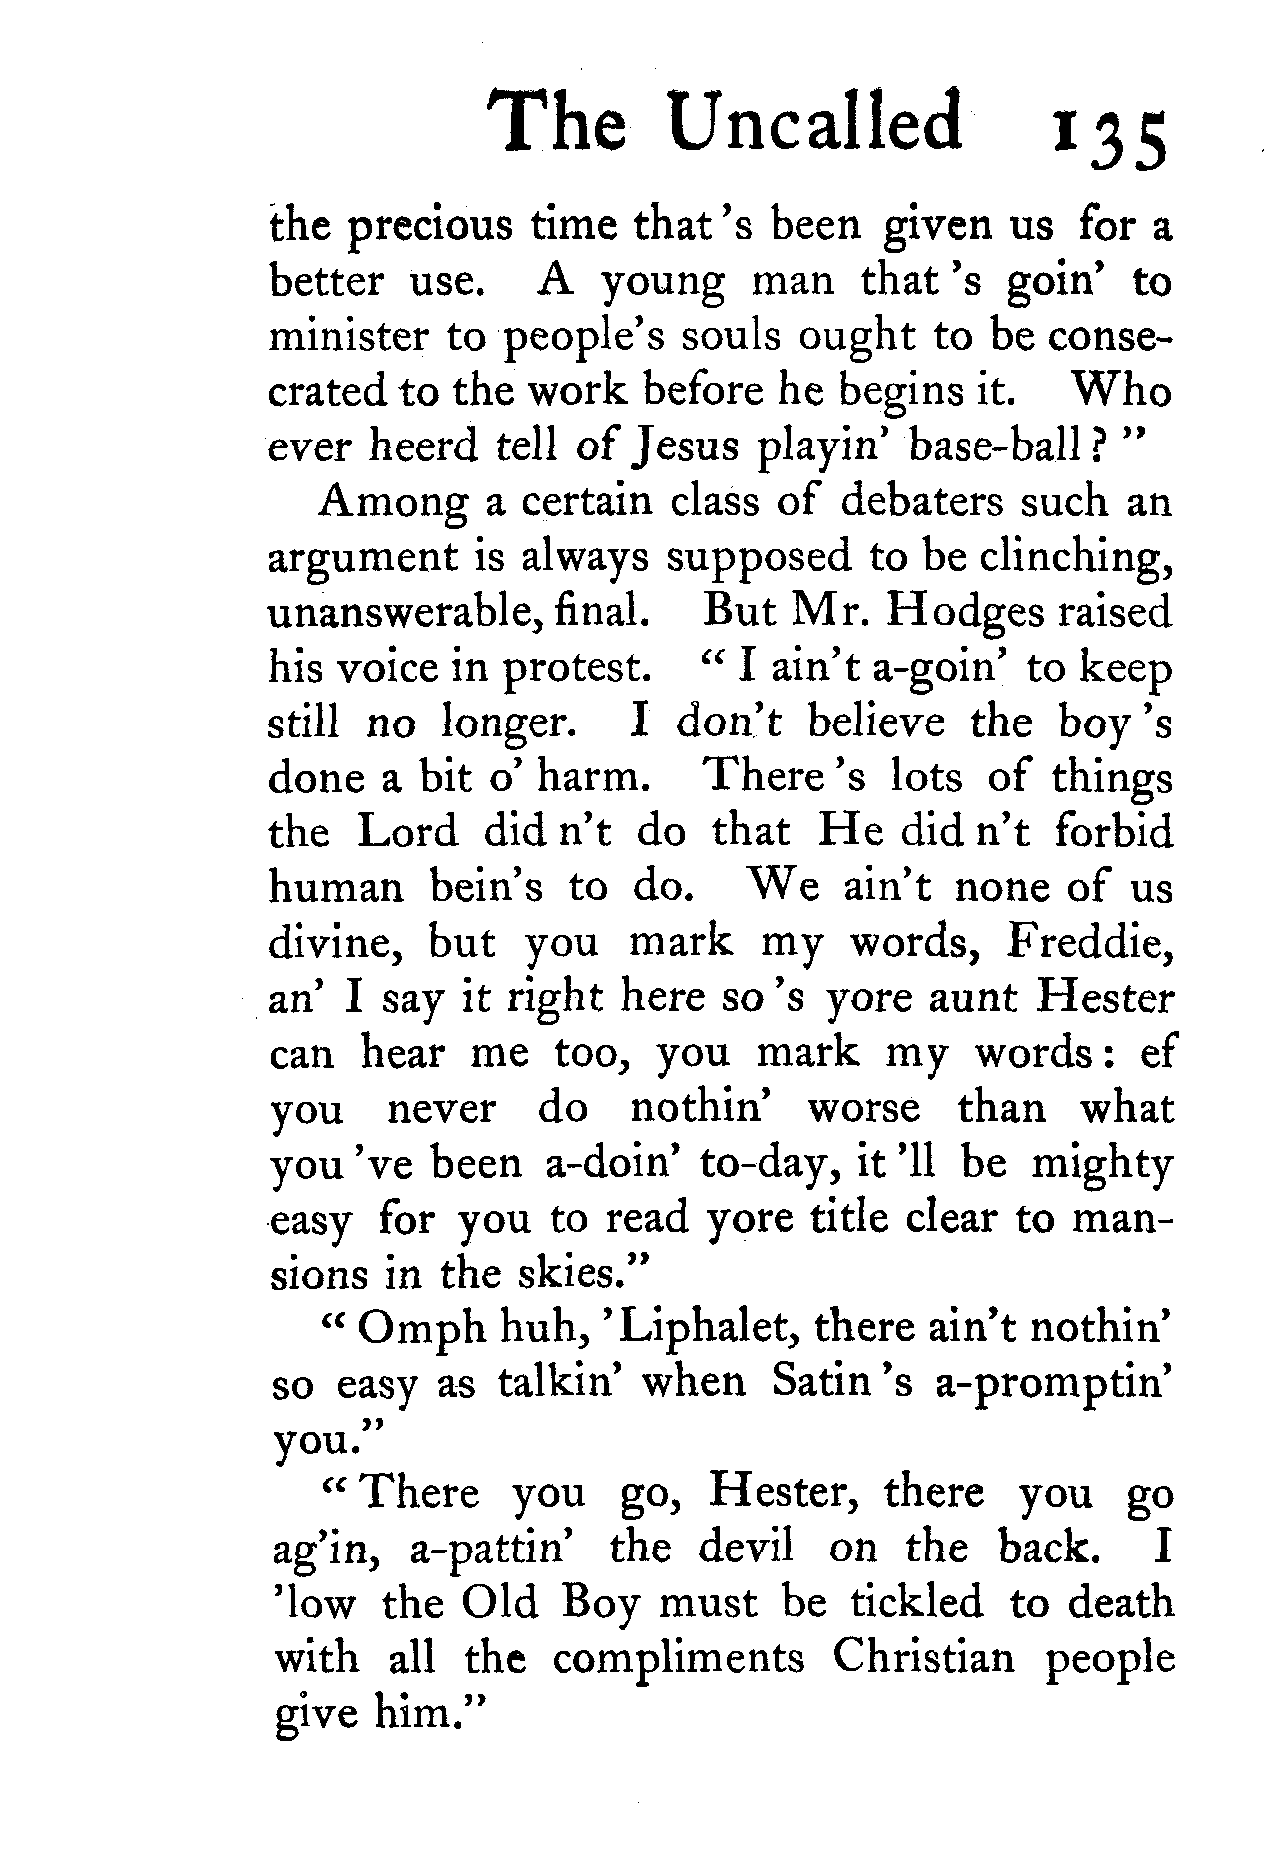 The Uncalled 135
the precious time that 's been given us for a
better use. A young man that 's goin' to
minister to people's souls ought to be conse-
crated to the work before he begins it. Who
ever heerd tell of Jesus playin' base-ball ? "
Among a certain class of debaters such an
argument is always supposed to be clinching,
unanswerable, final. But Mr. Hodges raised
his voice in protest. " I ain't a-goin' to keep
still no longer. I don't believe the boy 's
done a bit o' harm. There 's lots of things
the Lord did n't do that He did n't forbid
human bein's to do. We ain't none of us
divine, but you mark my words, Freddie,
an' I say it right here so 's yore aunt Hester
can hear me too, you mark my words : ef
you never do nothin' worse than what
you 've been a-doin' to-day, it 'll be mighty
easy for you to read yore title clear to man-
sions in the skies."
" Omph huh, 'Liphalet, there ain't nothin'
so easy as talkin' when Satin 's a-promptin'
you."
" There you go, Hester, there you go
ag'in, a-pattin' the devil on the back. I
'low the Old Boy must be tickled to death
with all the compliments Christian people
give him."